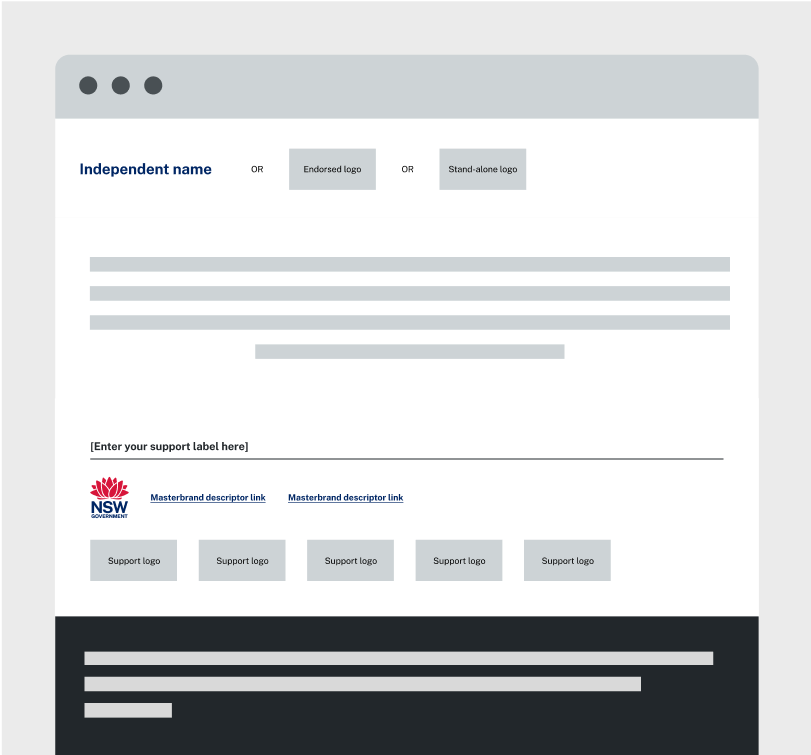 Independent name OR Endorsed logo OR Stand-alone logo
[Enter your support label here]
NSW
GOVERNMENT
Masterbrand descriptor link Masterbrand descriptor link
Support logo Support logo Support logo Support logo Support logo